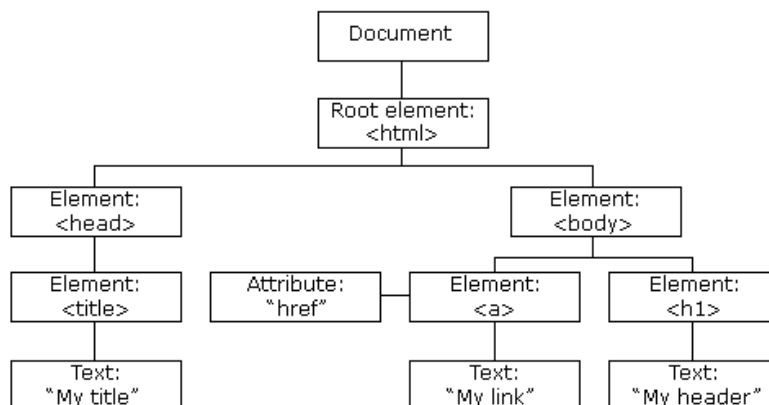 Document
Root element:
<html>
Element:
<head>
Element:
<body>
Element:
<title>
Attribute:
“href”
Element:
<a>
Element:
<h1>
Text:
“My title”
Text:
“My link”
Text:
“My header”